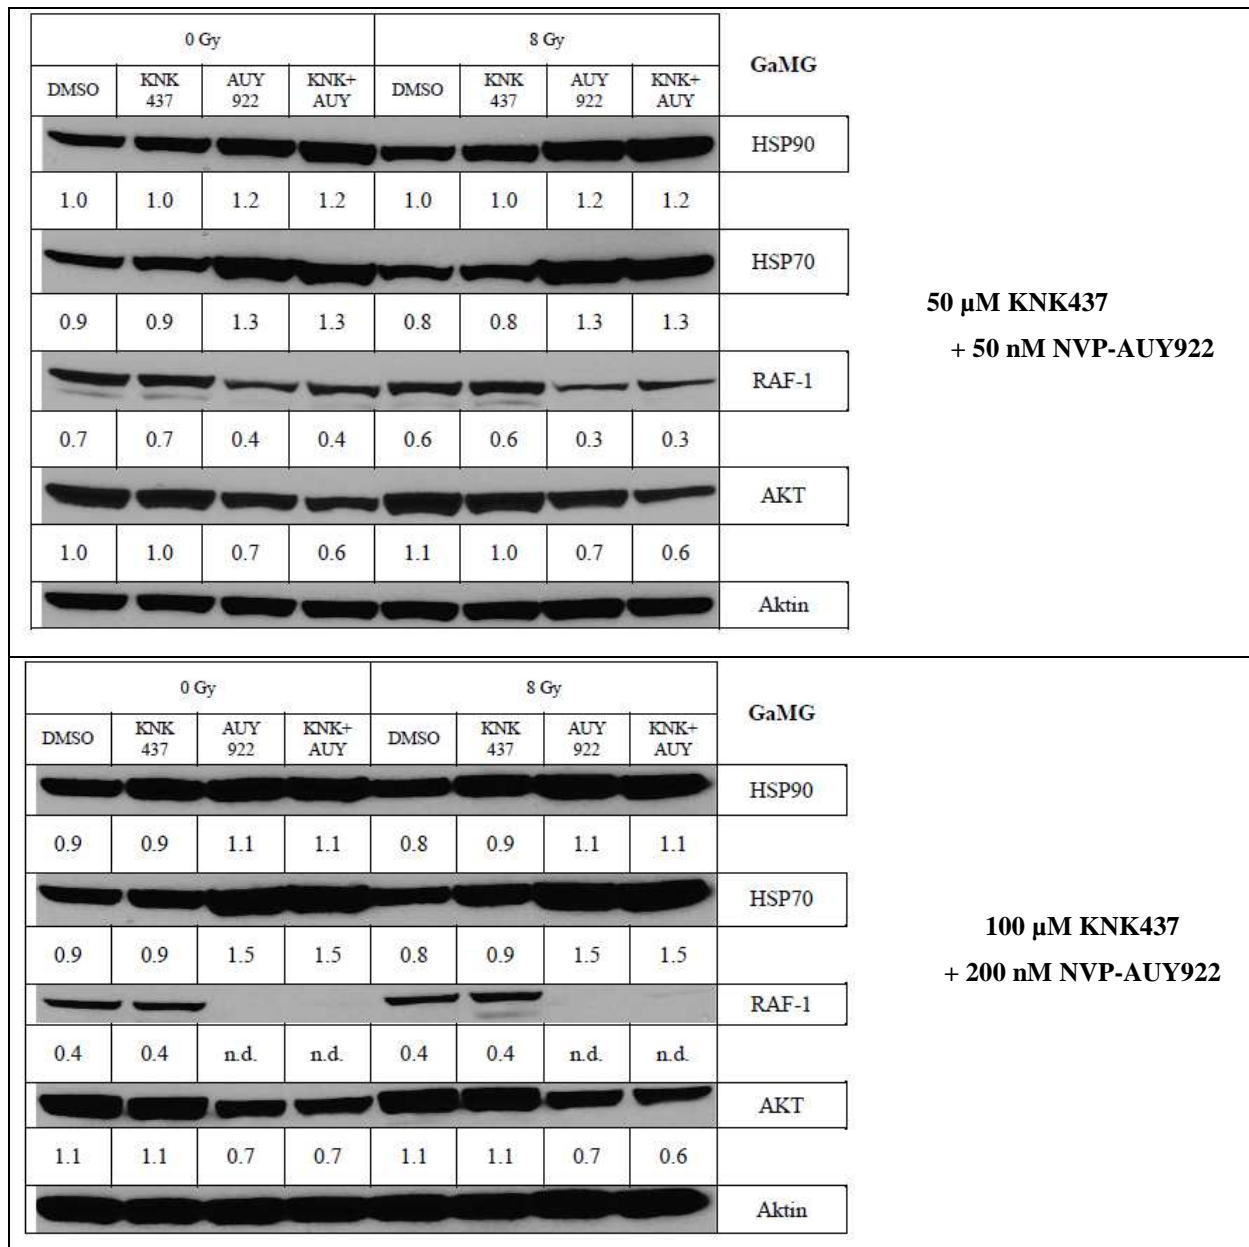 0 Gy 8 Gy GaMG
DMSO KNK 437 AUY 922 KNK+ AUY DMSO KNK 437 AUY 922 KNK+ AUY
HSP90
1.0 1.0 1.2 1.2 1.0 1.0 1.2 1.2
HSP70
0.9 0.9 1.3 1.3 0.8 0.8 1.3 1.3
50 µM KNK437
+ 50 nM NVP-AUY922
RAF-1
0.7 0.7 0.4 0.4 0.6 0.6 0.3 0.3
AKT
1.0 1.0 0.7 0.6 1.1 1.0 0.7 0.6
Aktin
0 Gy 8 Gy GaMG
DMSO KNK 437 AUY 922 KNK+ AUY DMSO KNK 437 AUY 922 KNK+ AUY
HSP90
0.9 0.9 1.1 1.1 0.8 0.9 1.1 1.1
HSP70
0.9 0.9 1.5 1.5 0.8 0.9 1.5 1.5
100 µM KNK437
+ 200 nM NVP-AUY922
RAF-1
0.4 0.4 n.d. n.d. 0.4 0.4 n.d. n.d.
AKT
1.1 1.1 0.7 0.7 1.1 1.1 0.7 0.6
Aktin